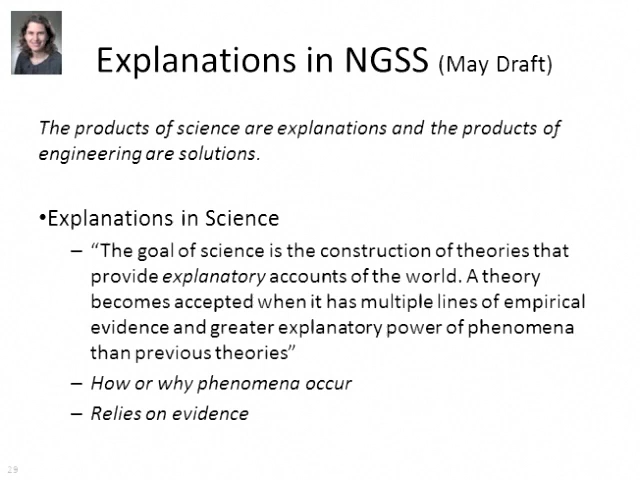 Explanations in NGSS (May Draft)
The products of science are explanations and the products of
engineering are solutions.
•Explanations in Science
– “The goal of science is the construction of theories that
provide explanatory accounts of the world. A theory
becomes accepted when it has multiple lines of empirical
evidence and greater explanatory power of phenomena
than previous theories”
– How or why phenomena occur
– Relies on evidence
29